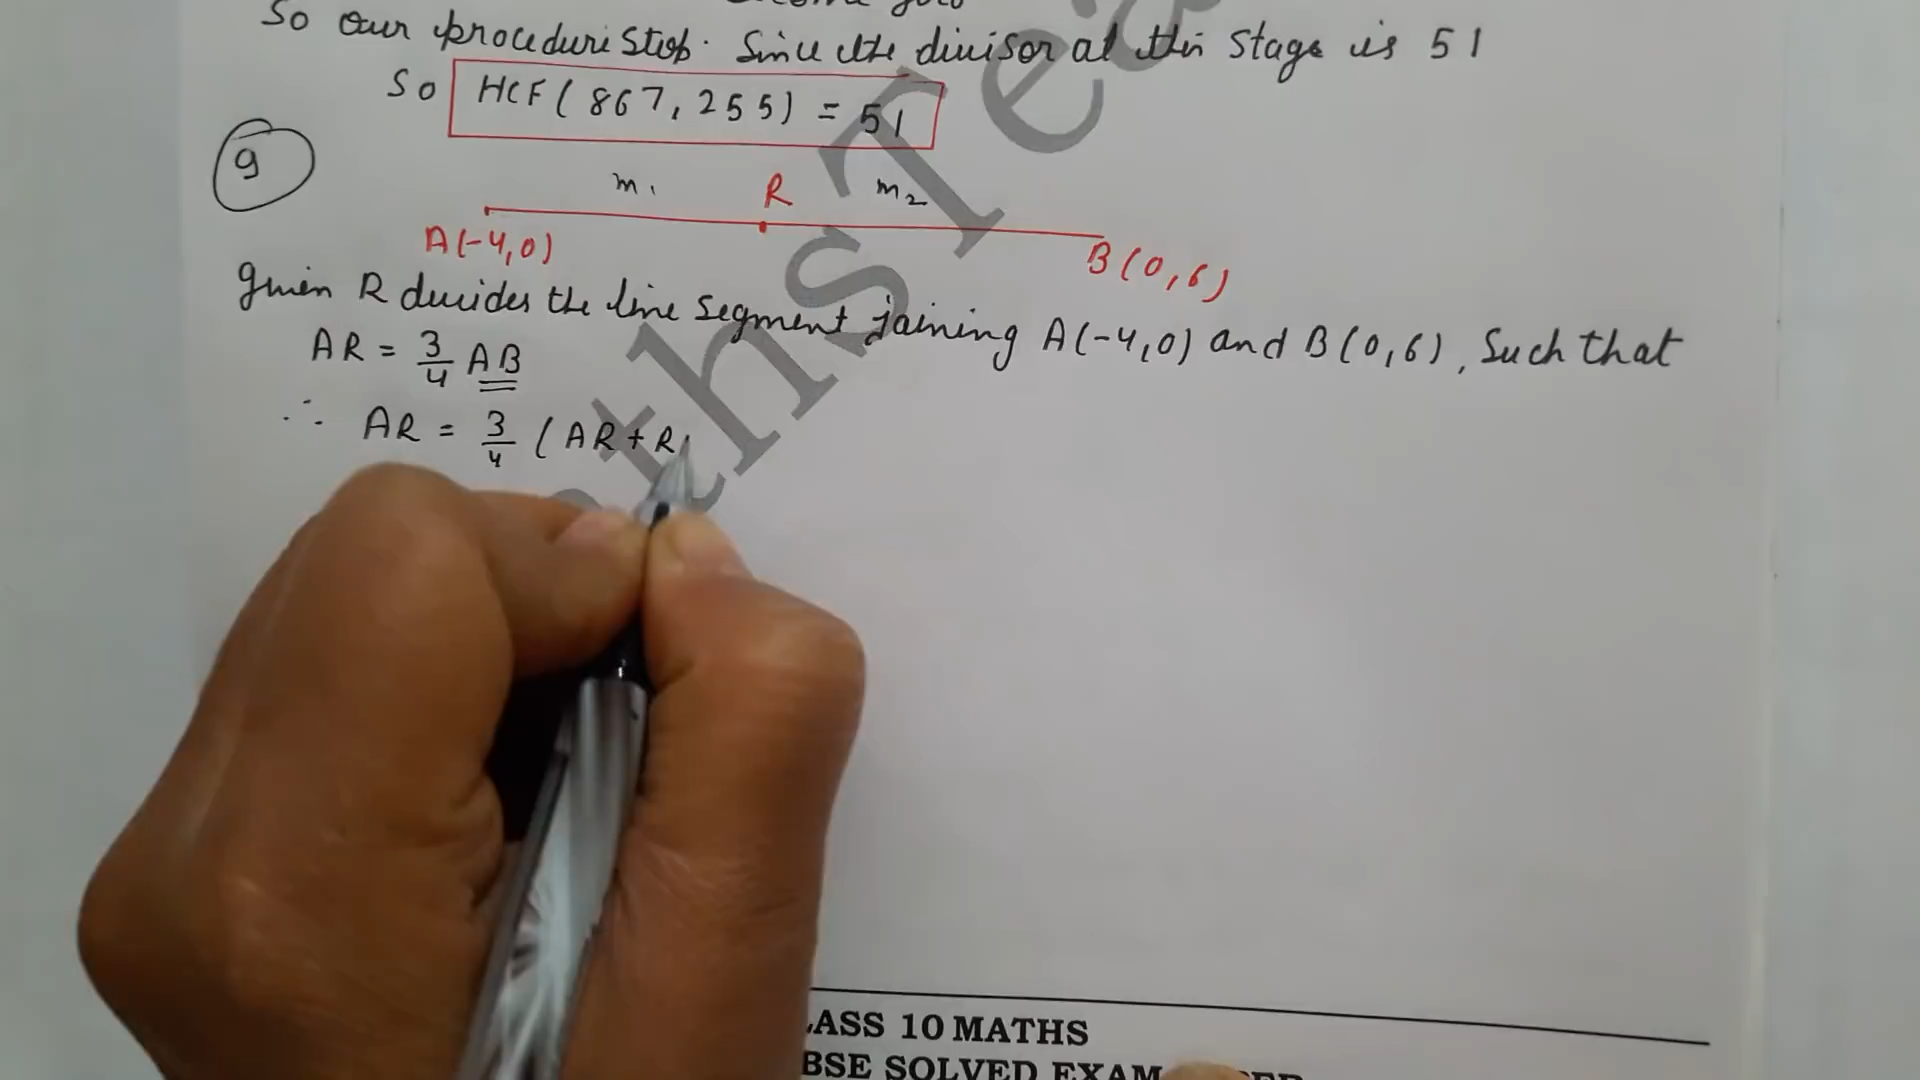 So our procedure stop. Since the divisor at this stage is 51
So HCF(867,255) = 51
9
m₁ R m₂
A(-4,0) B(0,6)
given R divides the line segment joining A(-4,0) and B(0,6), Such that
AR = 3/4 AB
∴ AR = 3/4 (AR+R
LASS 10 MATHS
BSE SOLVED EXAM